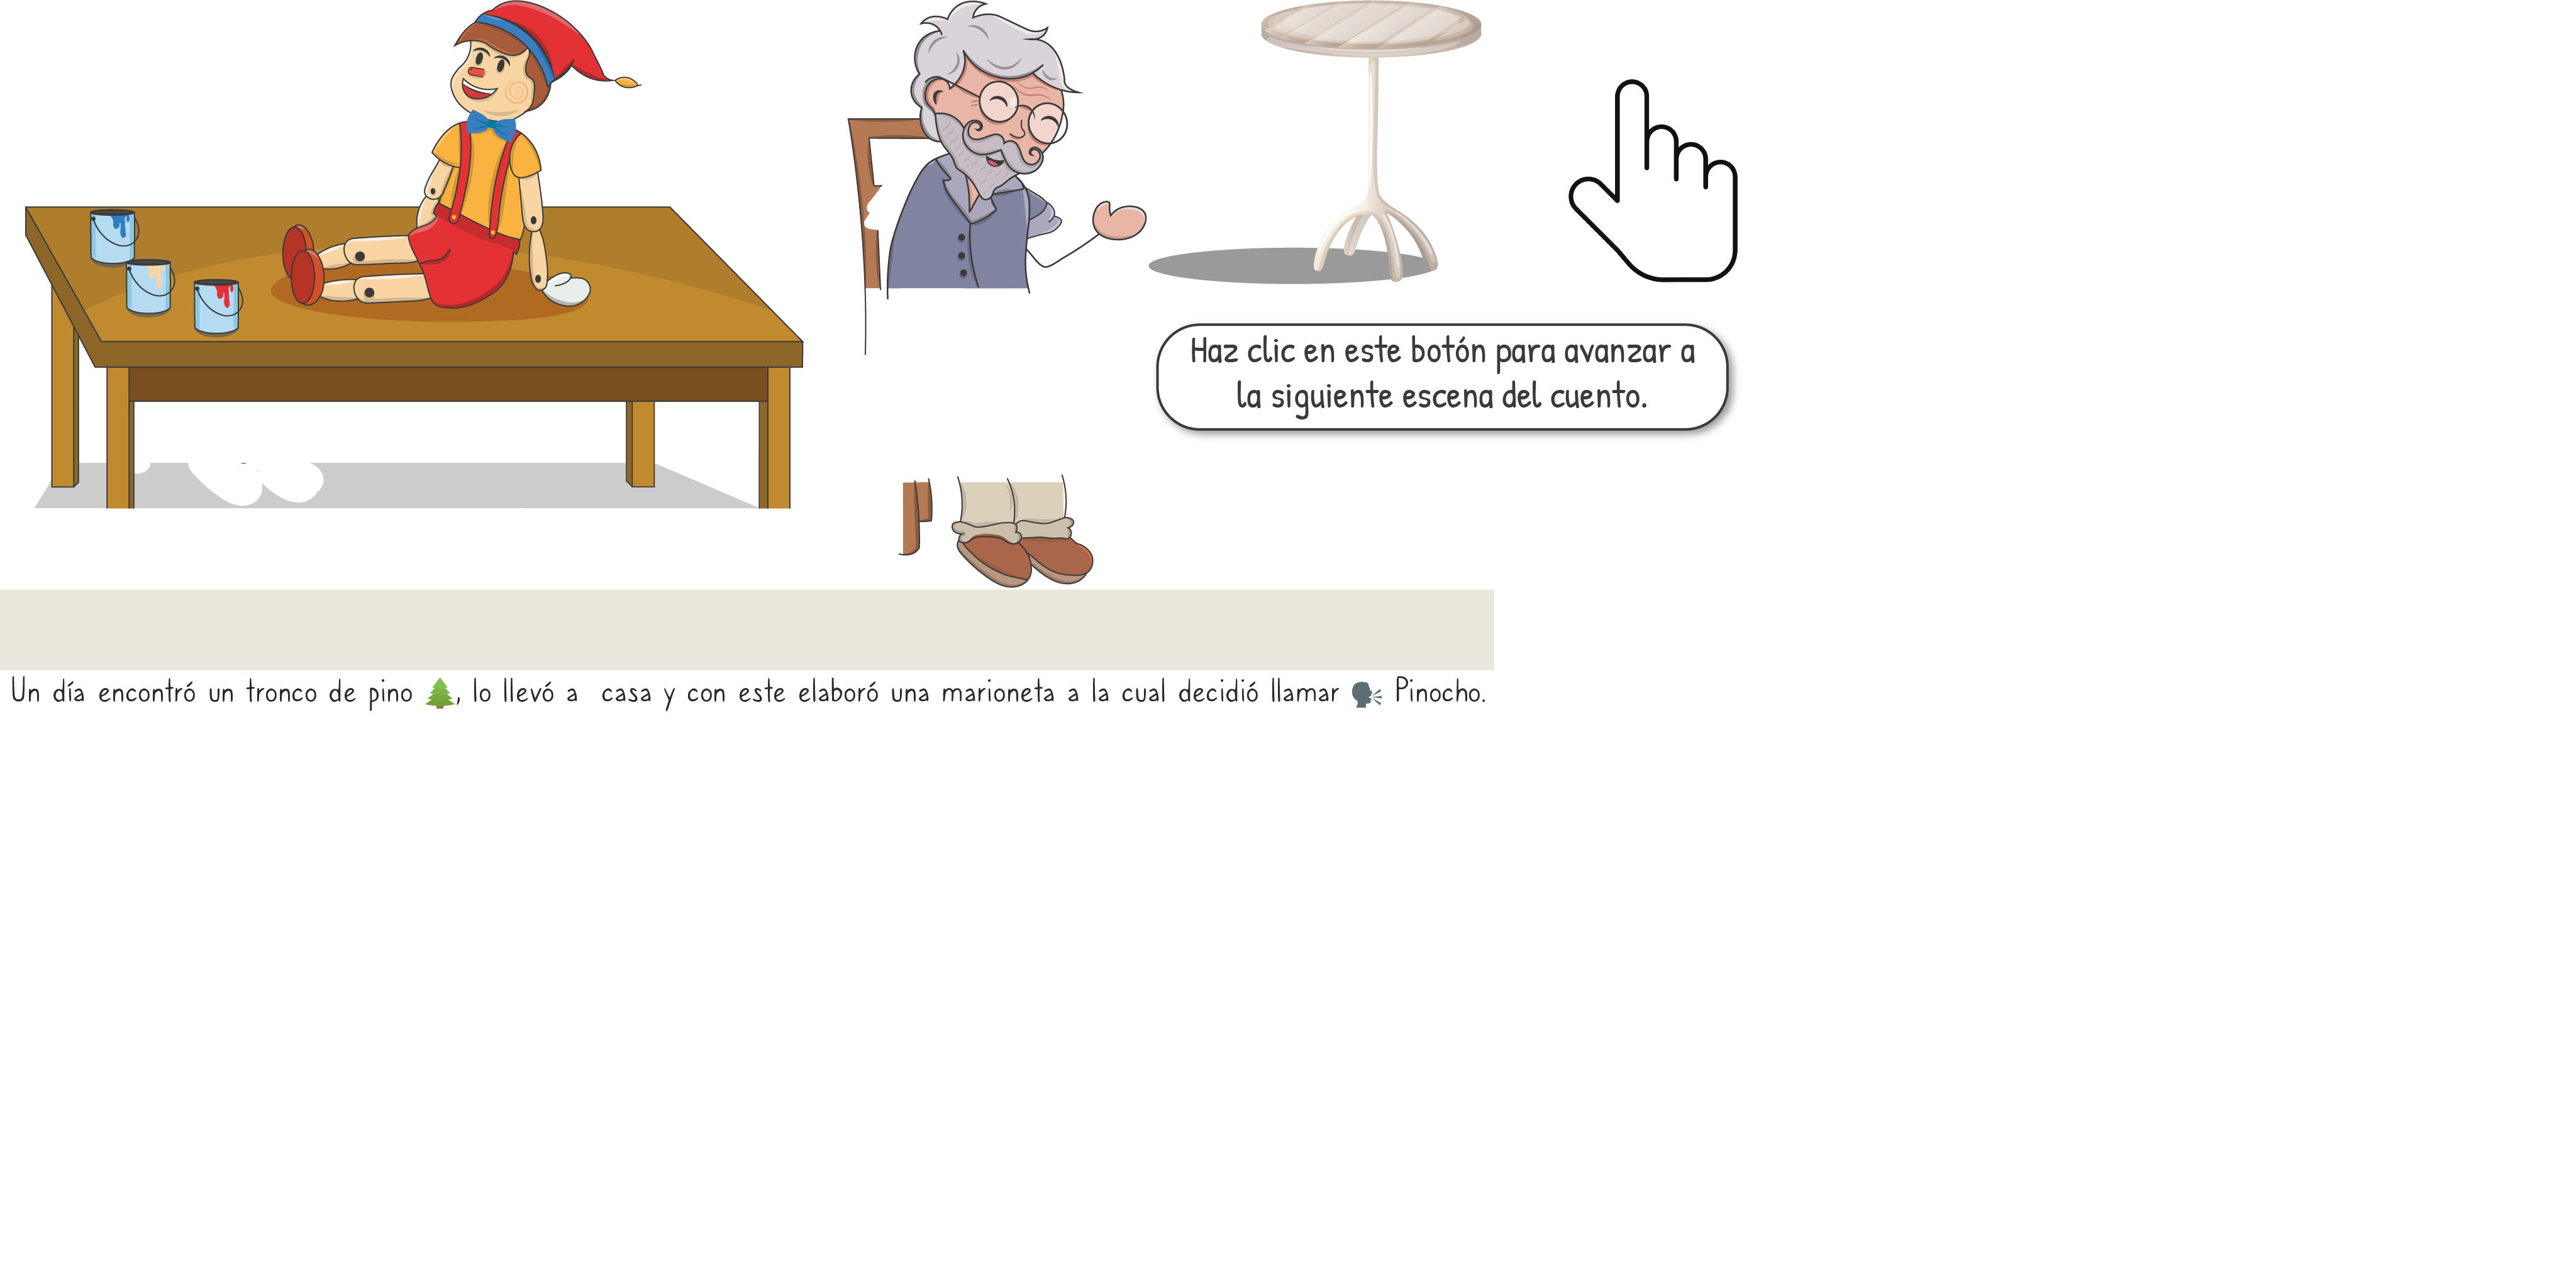 Haz clic en este botón para avanzar a
la siguiente escena del cuento.
Un día encontró un tronco de pino 🌲, lo llevó a  casa y con este elaboró una marioneta a la cual decidió llamar 🗣 Pinocho.